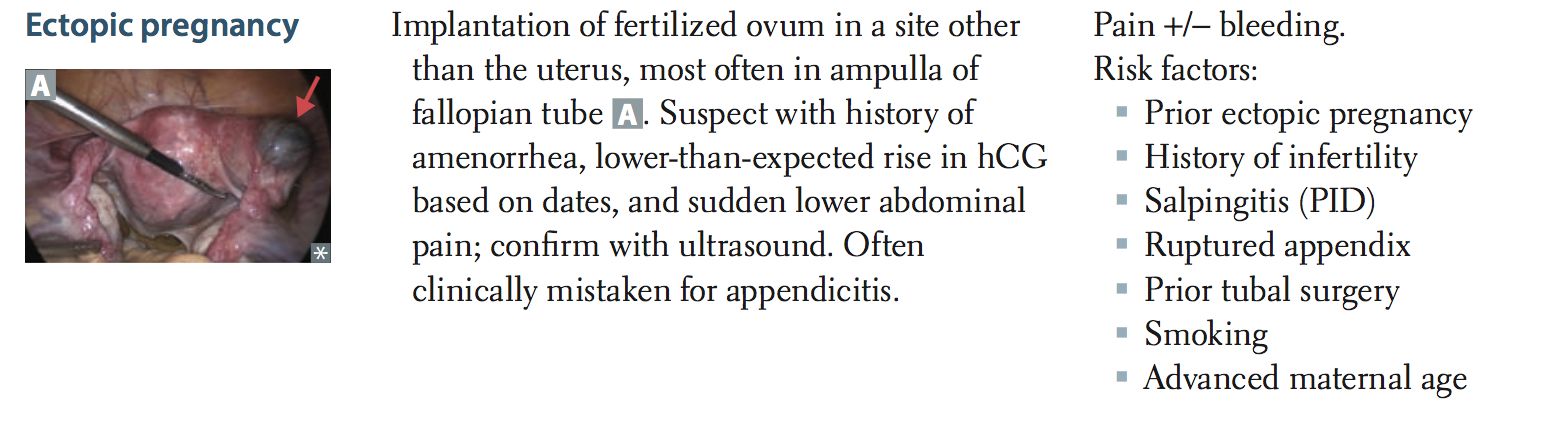 Ectopic pregnancy
A
*
Implantation of fertilized ovum in a site other
than the uterus, most often in ampulla of
fallopian tube A. Suspect with history of
amenorrhea, lower-than-expected rise in hCG
based on dates, and sudden lower abdominal
pain; confirm with ultrasound. Often
clinically mistaken for appendicitis.
Pain +/– bleeding.
Risk factors:
▪ Prior ectopic pregnancy
▪ History of infertility
▪ Salpingitis (PID)
▪ Ruptured appendix
▪ Prior tubal surgery
▪ Smoking
▪ Advanced maternal age